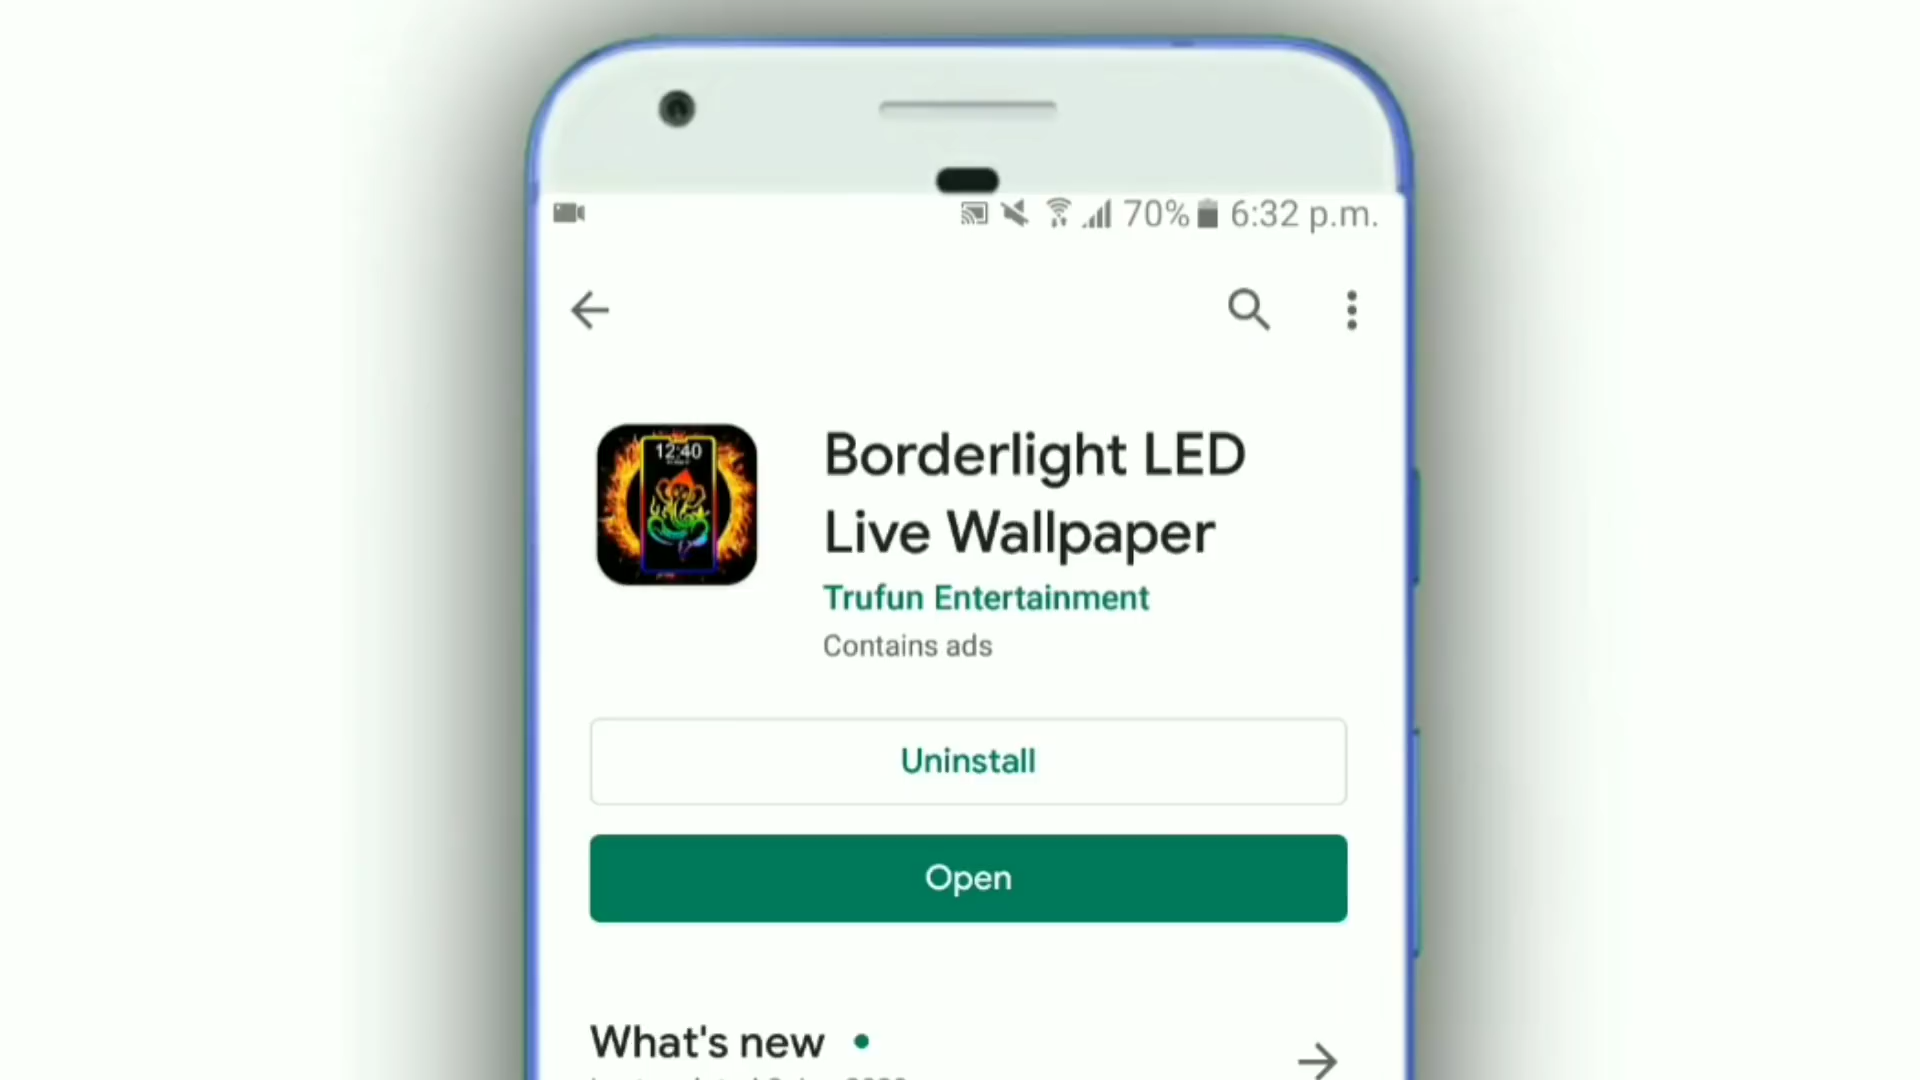 70% 6:32 p.m.
12:40
Borderlight LED
Live Wallpaper
Trufun Entertainment
Contains ads
Uninstall
Open
What's new